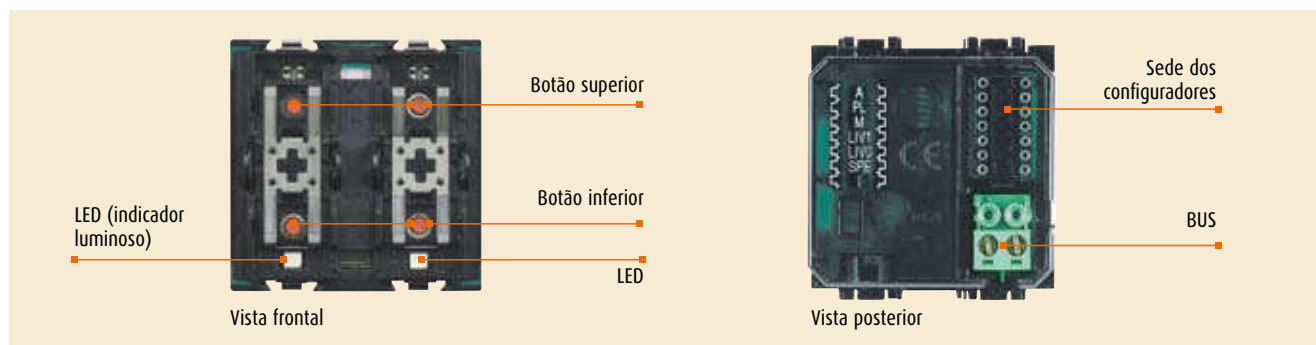 Botão superior
Botão inferior
LED (indicador
luminoso)
LED
Vista frontal
Sede dos
configuradores
A
PL
M
LIV1
SPE
I
CE
BUS
Vista posterior